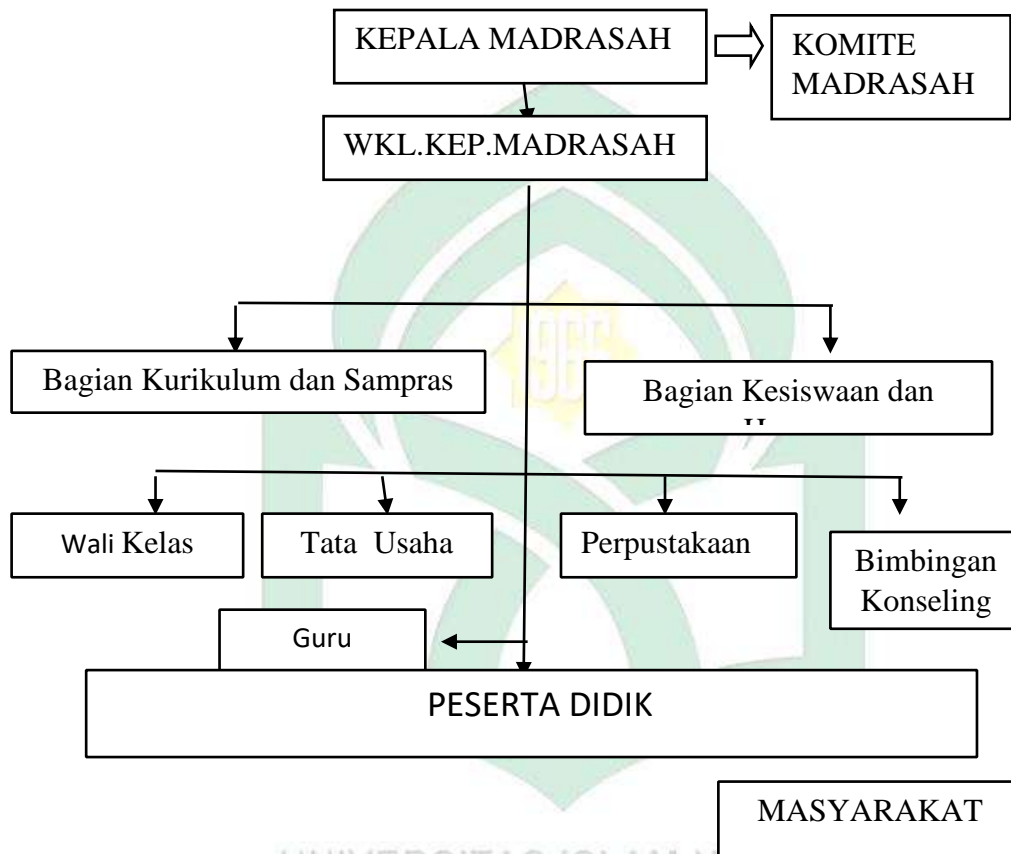 KEPALA MADRASAH
KOMITE
MADRASAH
WKL.KEP.MADRASAH
Bagian Kurikulum dan Sampras
Bagian Kesiswaan dan
Wali Kelas
Tata Usaha
Perpustakaan
Bimbingan
Konseling
Guru
PESERTA DIDIK
MASYARAKAT